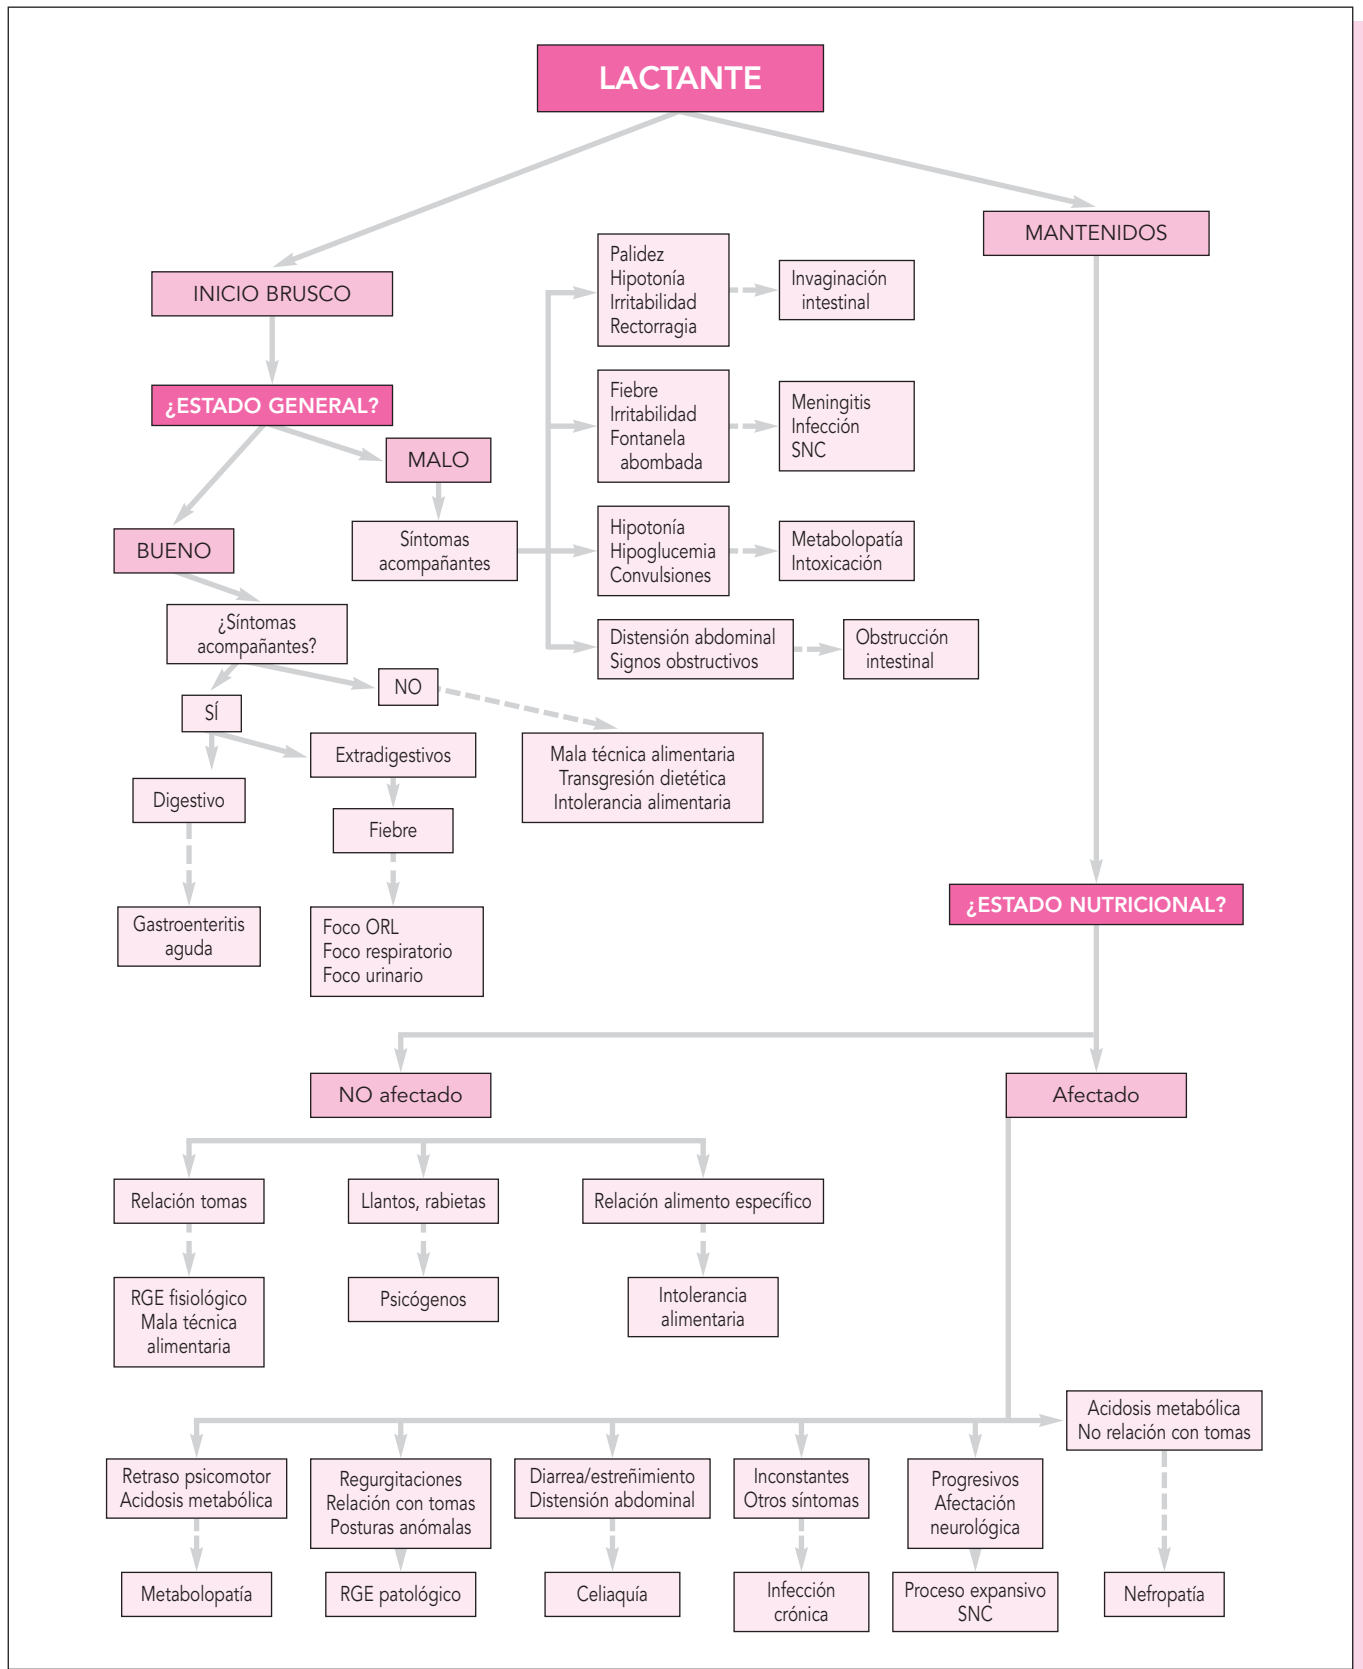 LACTANTE
MANTENIDOS
INICIO BRUSCO
¿ESTADO GENERAL?
MALO
BUENO
Síntomas
acompañantes
Palidez
Hipotonía
Irritabilidad
Rectorragia
Invaginación
intestinal
Fiebre
Irritabilidad
Fontanela
abombada
Meningitis
Infección
SNC
Hipotonía
Hipoglucemia
Convulsiones
Metabolopatía
Intoxicación
Distensión abdominal
Signos obstructivos
Obstrucción
intestinal
¿Síntomas
acompañantes?
NO
SÍ
Mala técnica alimentaria
Transgresión dietética
Intolerancia alimentaria
Extradigestivos
Digestivo
Fiebre
Gastroenteritis
aguda
Foco ORL
Foco respiratorio
Foco urinario
¿ESTADO NUTRICIONAL?
NO afectado
Afectado
Relación tomas
Llantos, rabietas
Relación alimento específico
RGE fisiológico
Mala técnica
alimentaria
Psicógenos
Intolerancia
alimentaria
Acidosis metabólica
No relación con tomas
Retraso psicomotor
Acidosis metabólica
Regurgitaciones
Relación con tomas
Posturas anómalas
Diarrea/estreñimiento
Distensión abdominal
Inconstantes
Otros síntomas
Progresivos
Afectación
neurológica
Metabolopatía
RGE patológico
Celiaquía
Infección
crónica
Proceso expansivo
SNC
Nefropatía